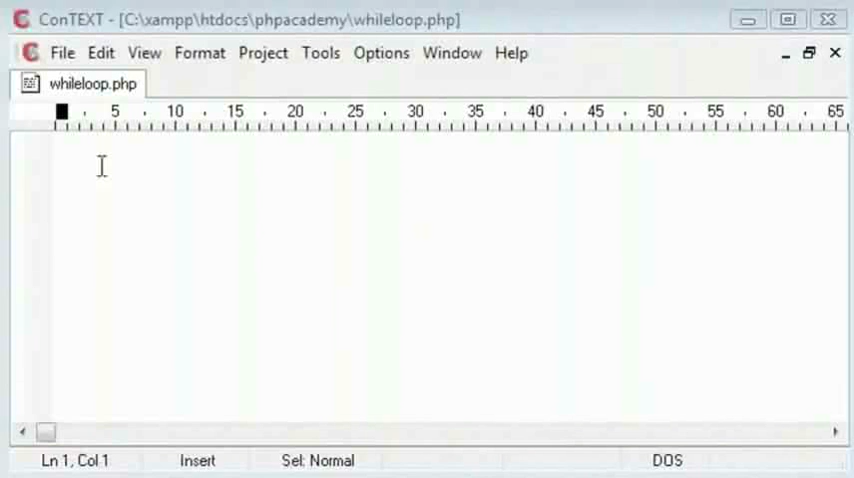 ConTEXT - [C:\xampp\htdocs\phpacademy\whileloop.php]
File Edit View Format Project Tools Options Window Help
whileloop.php
5 10 15 20 25 30 35 40 45 50 55 60 65
Ln 1, Col 1 Insert Sel: Normal DOS